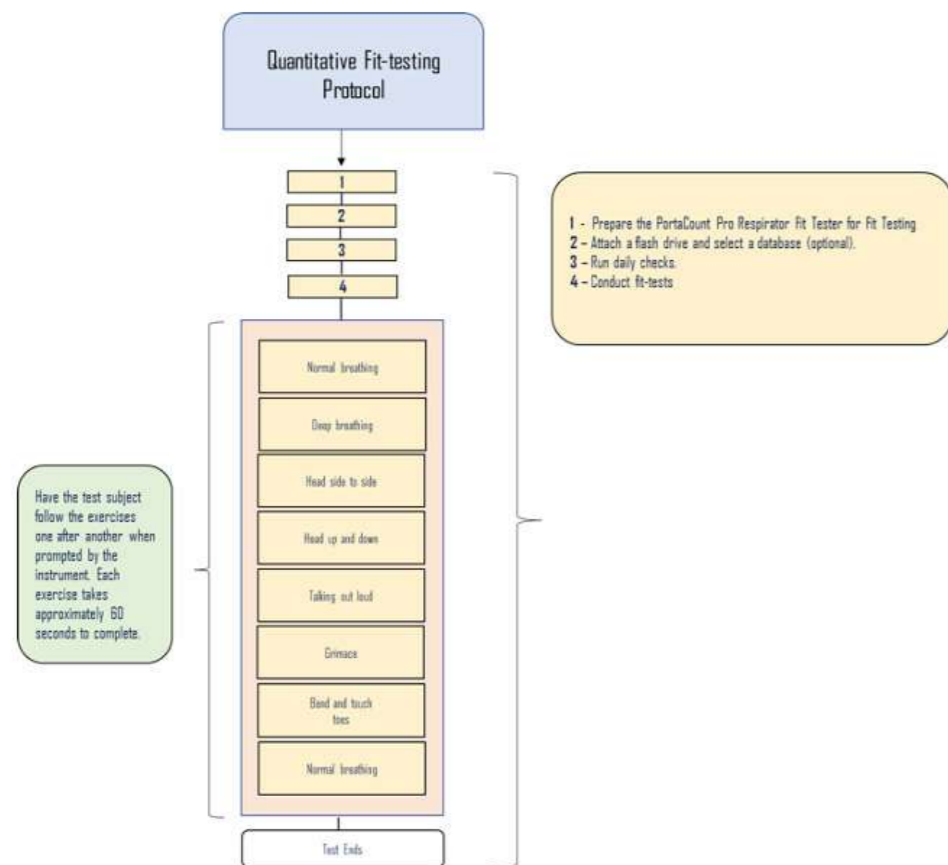 Quantitative Fit-testing
Protocol
1
2
3
4
1 - Prepare the PortaCount Pro Respirator Fit Tester for Fit Testing
2 – Attach a flash drive and select a database (optional).
3 – Run daily checks.
4 – Conduct fit-tests
Normal breathing
Deep breathing
Head side to side
Head up and down
Talking out loud
Grimace
Bend and touch
toes
Normal breathing
Have the test subject
follow the exercises
one after another when
prompted by the
instrument. Each
exercise takes
approximately 60
seconds to complete.
Test Ends